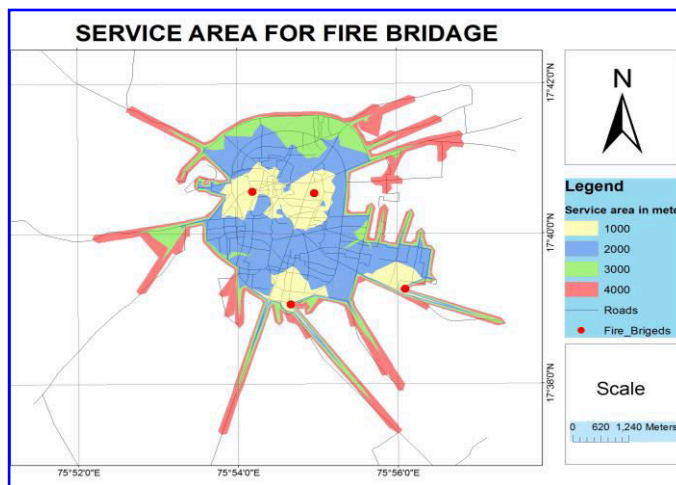 SERVICE AREA FOR FIRE BRIDAGE
17°42'0"N
17°40'0"N
17°38'0"N
75°52'0"E
75°54'0"E
75°56'0"E
N
Legend
Service area in mete
1000
2000
3000
4000
Roads
Fire_Brigeds
Scale
0 620 1,240 Meters